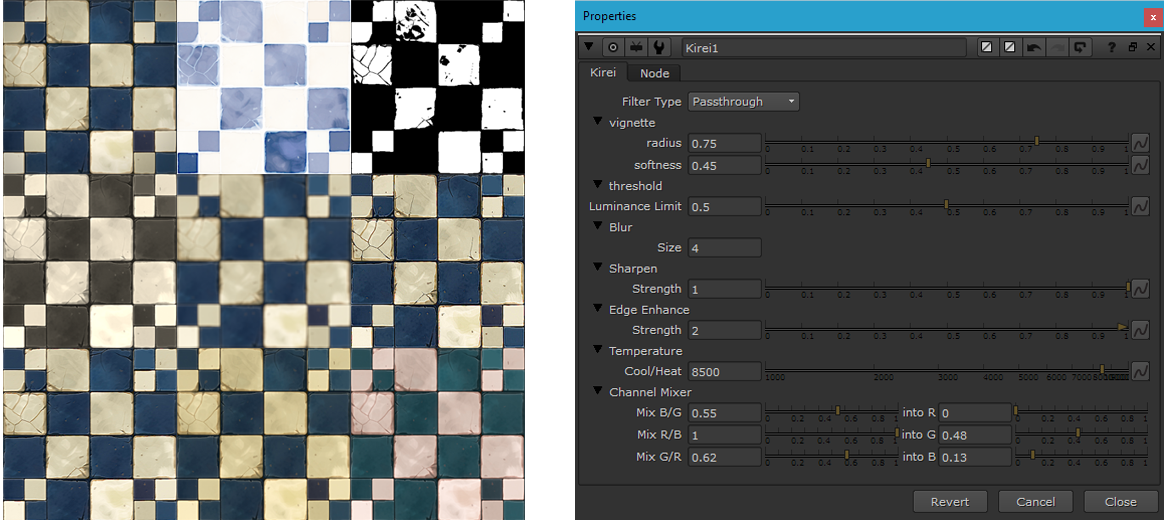 Properties
x
Kirei1
?
Kirei Node
Filter Type Passthrough
vignette
radius 0.75
0 0.1 0.2 0.3 0.4 0.5 0.6 0.7 0.8 0.9 1
softness 0.45
0 0.1 0.2 0.3 0.4 0.5 0.6 0.7 0.8 0.9 1
threshold
Luminance Limit 0.5
0 0.1 0.2 0.3 0.4 0.5 0.6 0.7 0.8 0.9 1
Blur
Size 4
Sharpen
Strength 1
0 0.1 0.2 0.3 0.4 0.5 0.6 0.7 0.8 0.9 1
Edge Enhance
Strength 2
0 0.1 0.2 0.3 0.4 0.5 0.6 0.7 0.8 0.9 1
Temperature
Cool/Heat 8500
1000 2000 3000 4000 5000 6000
Channel Mixer
Mix B/G 0.55 into R 0
0 0.2 0.4 0.6 0.8 1 0 0.2 0.4 0.6 0.8 1
Mix R/B 1 into G 0.48
0 0.2 0.4 0.6 0.8 1 0 0.2 0.4 0.6 0.8 1
Mix G/R 0.62 into B 0.13
0 0.2 0.4 0.6 0.8 1 0 0.2 0.4 0.6 0.8 1
Revert Cancel Close